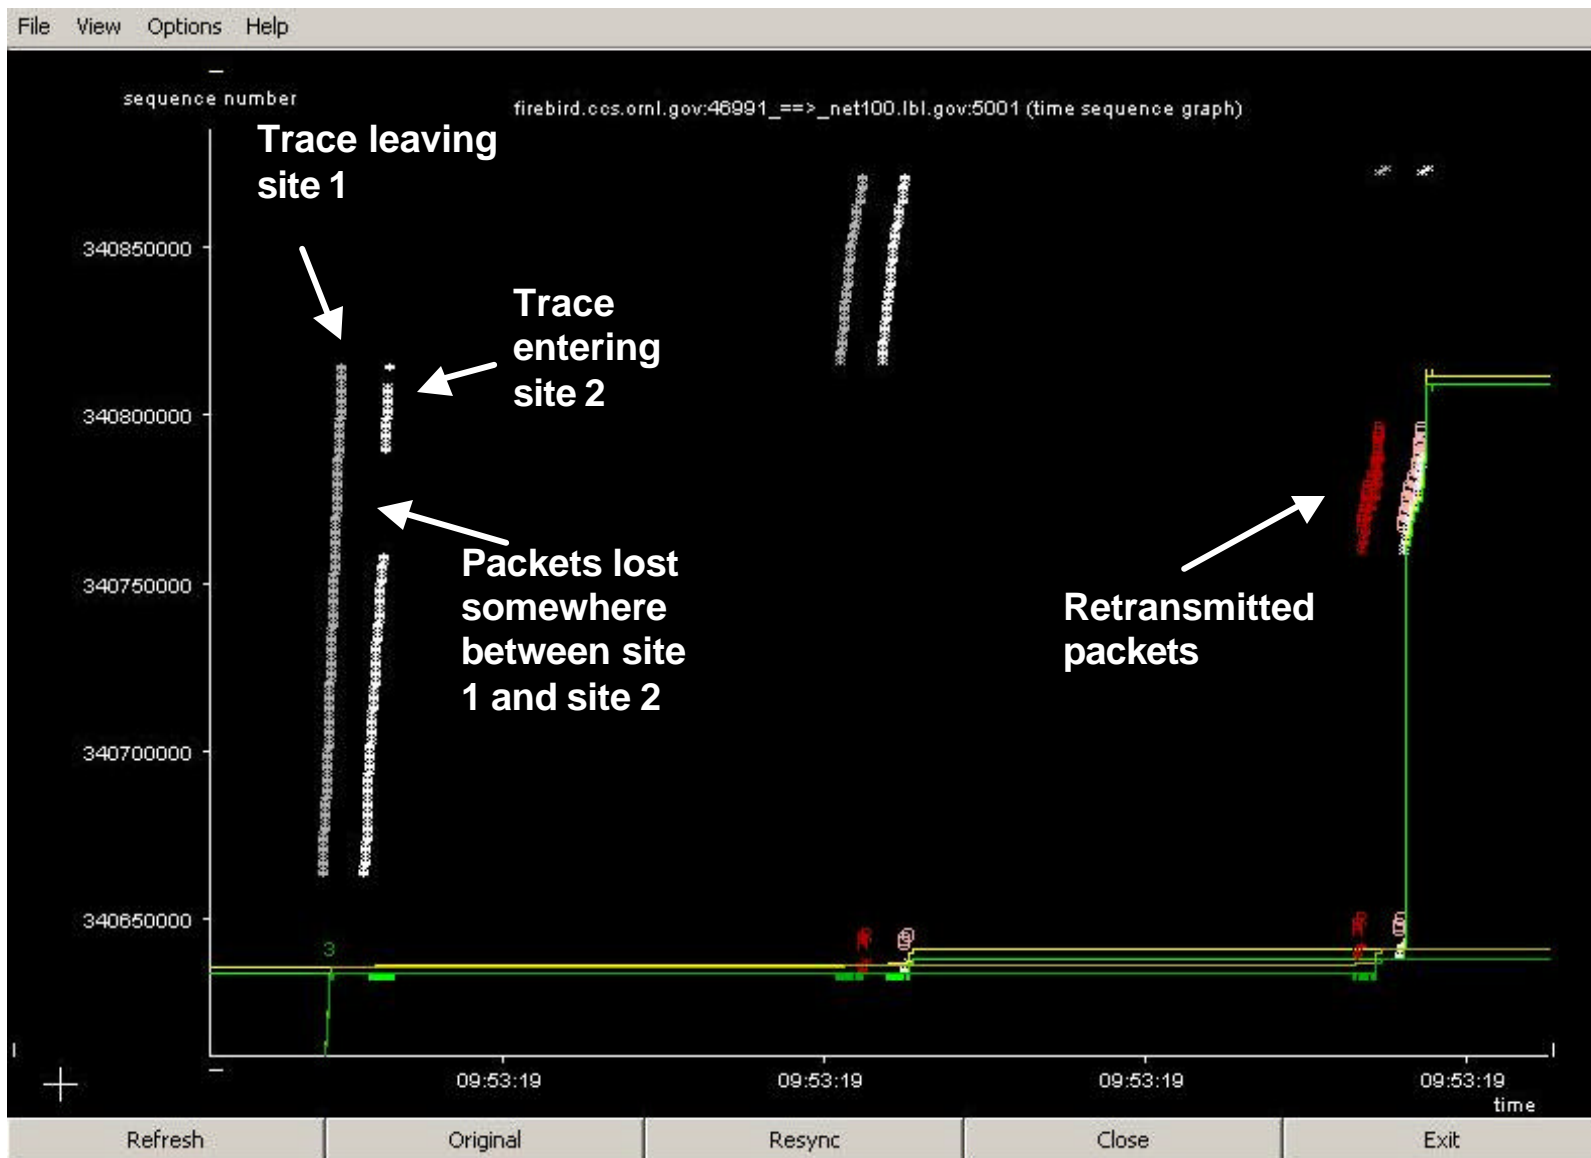 File View Options Help
sequence number
firebird.ccs.ornl.gov:46991_==>_net100.lbl.gov:5001 (time sequence graph)
Trace leaving
site 1
340850000
Trace
entering
site 2
340800000
Packets lost
somewhere
between site
1 and site 2
340750000
Retransmitted
packets
340700000
340650000
3
09:53:19 09:53:19 09:53:19 09:53:19
time
Refresh Original Resync Close Exit